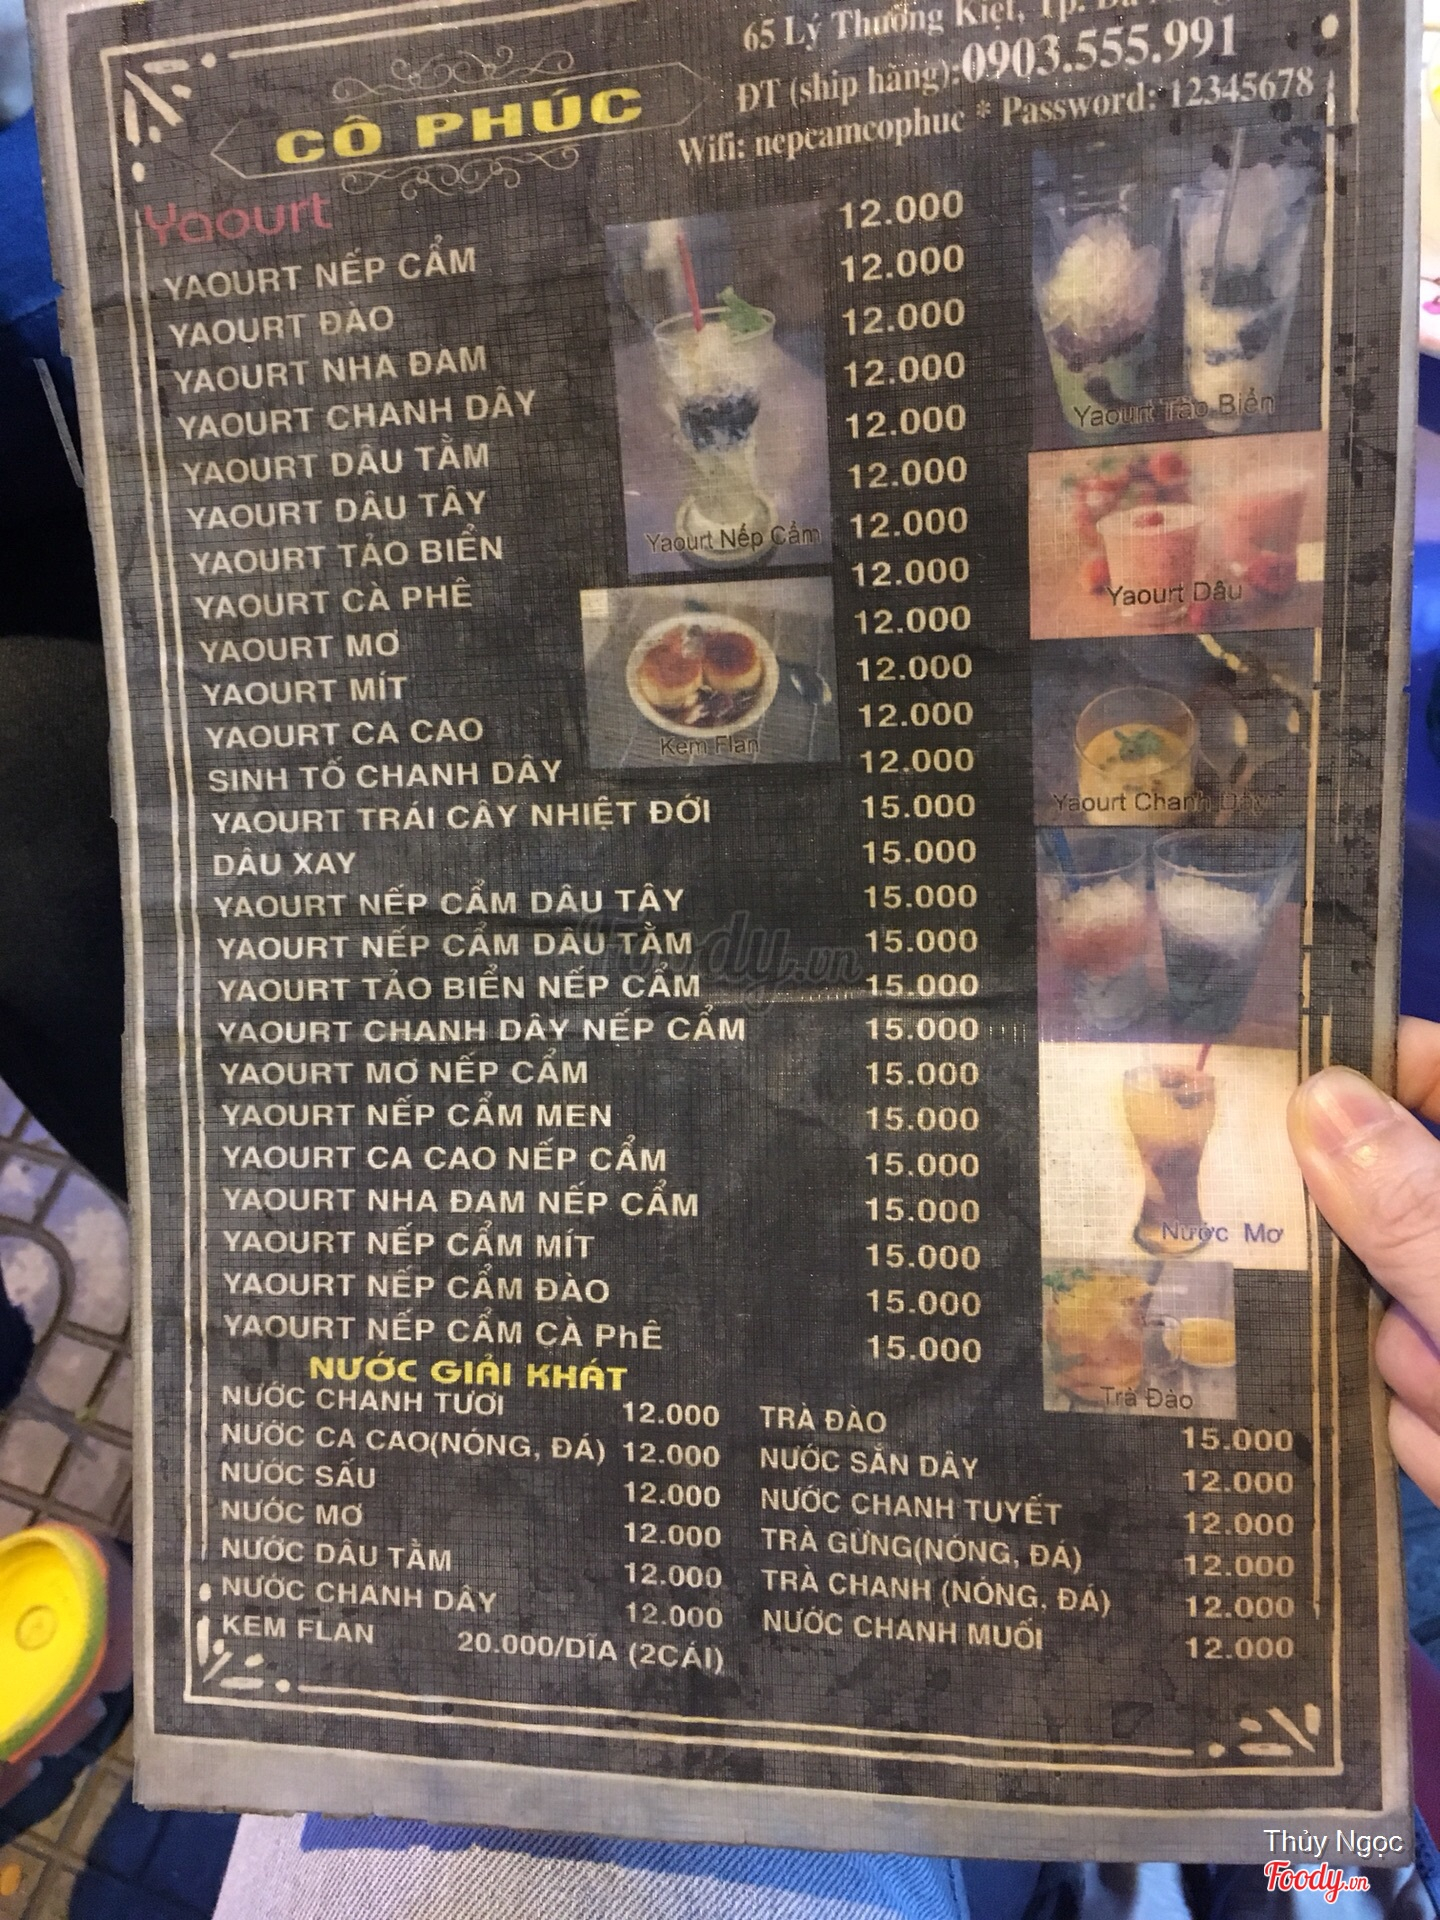 65 Lý Thường Kiệt, Tp. Đà
CÔ PHÚC
ĐT (ship hàng):0903.555.991
Wifi: nepcamcophuc * Password: 12345678
Yaourt
YAOURT NẾP CẨM 12.000
YAOURT ĐÀO 12.000
YAOURT NHA ĐAM 12.000
YAOURT CHANH DÂY 12.000
YAOURT DÂU TẰM 12.000
YAOURT DÂU TÂY 12.000
YAOURT TẢO BIỂN 12.000
YAOURT CÀ PHÊ 12.000
YAOURT MƠ 12.000
YAOURT MÍT 12.000
YAOURT CA CAO 12.000
SINH TỐ CHANH DÂY 12.000
YAOURT TRÁI CÂY NHIỆT ĐỚI 15.000
DÂU XAY 15.000
YAOURT NẾP CẨM DÂU TÂY 15.000
YAOURT NẾP CẨM DÂU TẰM 15.000
YAOURT TẢO BIỂN NẾP CẨM 15.000
YAOURT CHANH DÂY NẾP CẨM 15.000
YAOURT MƠ NẾP CẨM 15.000
YAOURT NẾP CẨM MEN 15.000
YAOURT CA CAO NẾP CẨM 15.000
YAOURT NHA ĐAM NẾP CẨM 15.000
YAOURT NẾP CẨM MÍT 15.000
YAOURT NẾP CẨM ĐÀO 15.000
YAOURT NẾP CẨM CÀ PhÊ 15.000
Yaourt Nếp Cẩm
Kem Flan
Yaourt Tảo Biển
Yaourt Dâu
Yaourt Chanh Dây
Nước Mơ
Trà Đào
Foody.vn
NƯỚC GIẢI KHÁT
NƯỚC CHANH TƯƠI 12.000
NƯỚC CA CAO(NÓNG, ĐÁ) 12.000
NƯỚC SẤU 12.000
NƯỚC MƠ 12.000
NƯỚC DÂU TẰM 12.000
NƯỚC CHANH DÂY 12.000
KEM FLAN 20.000/DĨA (2CÁI)
TRÀ ĐÀO 15.000
NƯỚC SẮN DÂY 12.000
NƯỚC CHANH TUYẾT 12.000
TRÀ GỪNG(NÓNG, ĐÁ) 12.000
TRÀ CHANH (NÓNG, ĐÁ) 12.000
NƯỚC CHANH MUỐI 12.000
Thủy Ngọc
Foody.vn